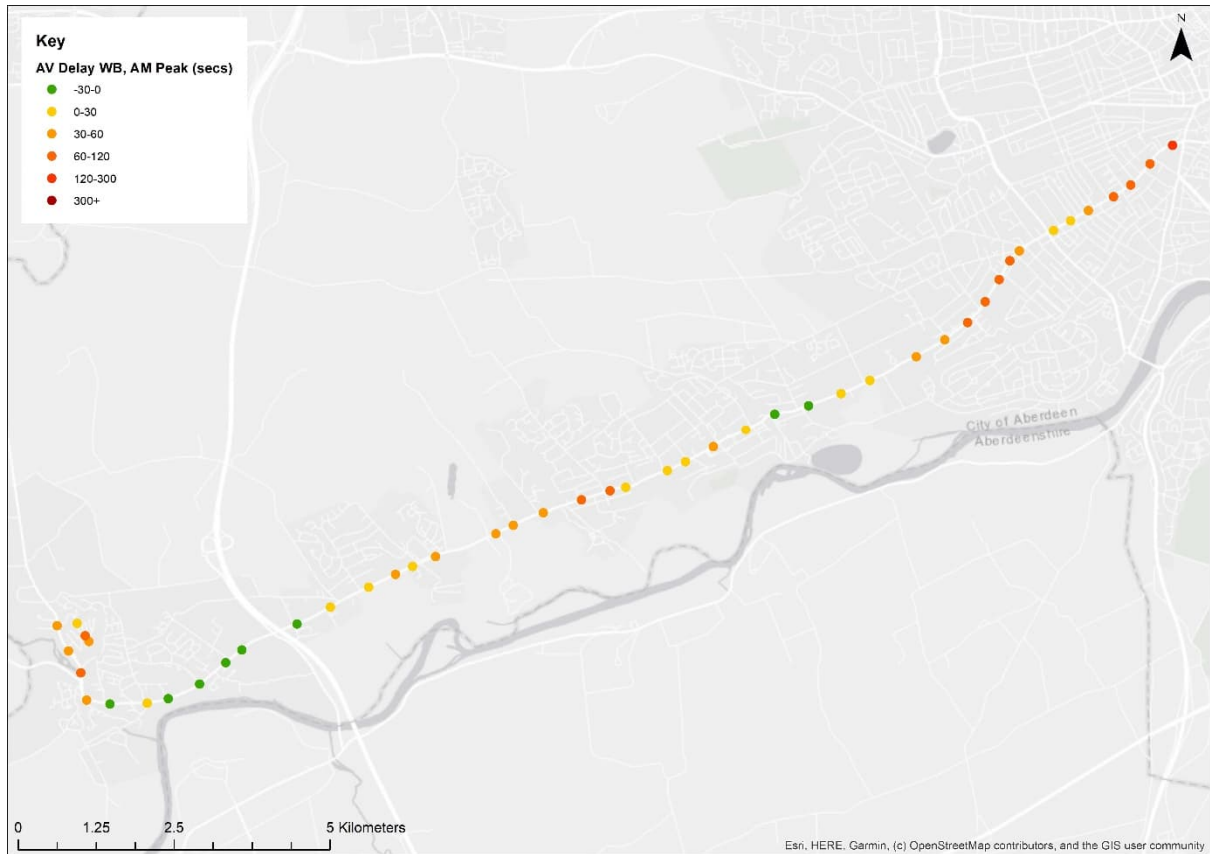 Key
AV Delay WB, AM Peak (secs)
-30-0
0-30
30-60
60-120
120-300
300+
N
City of Aberdeen
Aberdeenshire
0 1.25 2.5 5 Kilometers
Esri, HERE, Garmin, (c) OpenStreetMap contributors, and the GIS user community